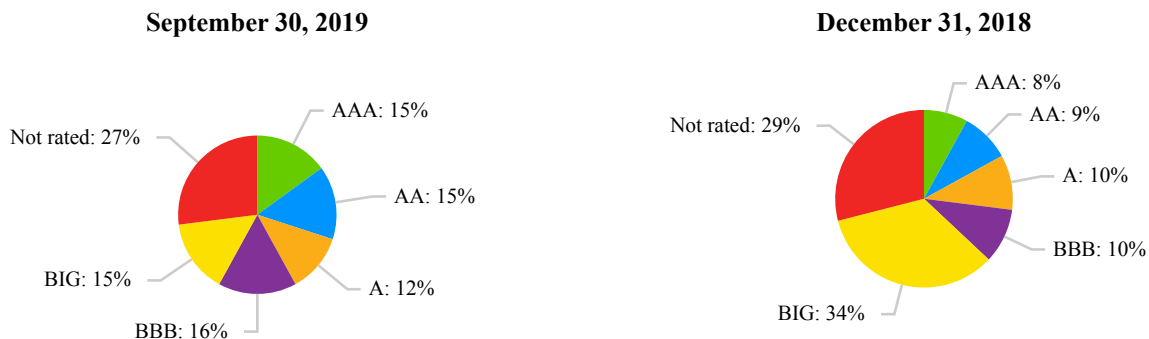 September 30, 2019
AAA: 15%
Not rated: 27%
AA: 15%
BIG: 15%
A: 12%
BBB: 16%
December 31, 2018
AAA: 8%
AA: 9%
Not rated: 29%
A: 10%
BBB: 10%
BIG: 34%